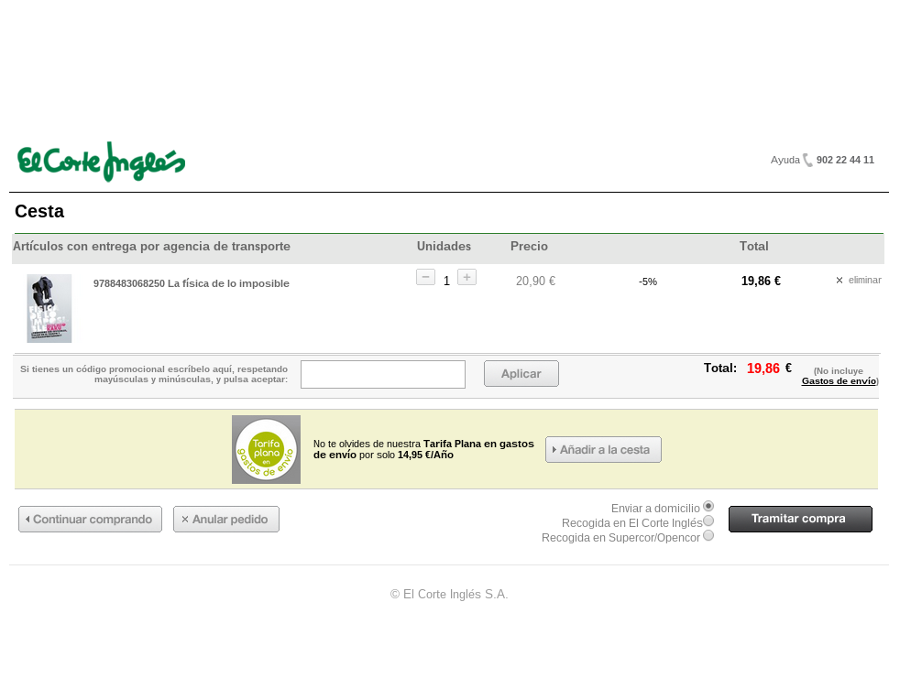 El Corte Inglés
Ayuda 902 22 44 11
Cesta
Artículos con entrega por agencia de transporte Unidades Precio Total
9788483068250 La física de lo imposible 1 20,90 € -5% 19,86 € eliminar
Si tienes un código promocional escríbelo aquí, respetando
mayúsculas y minúsculas, y pulsa aceptar:
Aplicar
Total: 19,86 €
(No incluye
Gastos de envío)
Tarifa
plana
en
gastos de envío
No te olvides de nuestra Tarifa Plana en gastos
de envío por solo 14,95 €/Año
Añadir a la cesta
Continuar comprando
Anular pedido
Enviar a domicilio
Recogida en El Corte Inglés
Recogida en Supercor/Opencor
Tramitar compra
© El Corte Inglés S.A.